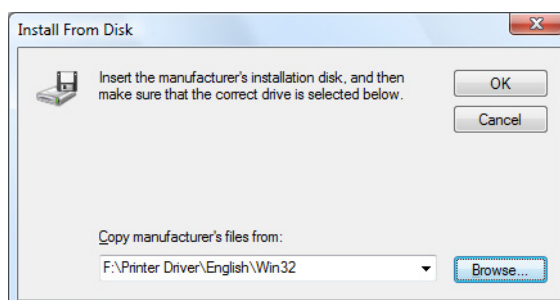 Install From Disk
Insert the manufacturer's installation disk, and then
make sure that the correct drive is selected below.
OK
Cancel
Copy manufacturer's files from:
F:\Printer Driver\English\Win32
Browse...